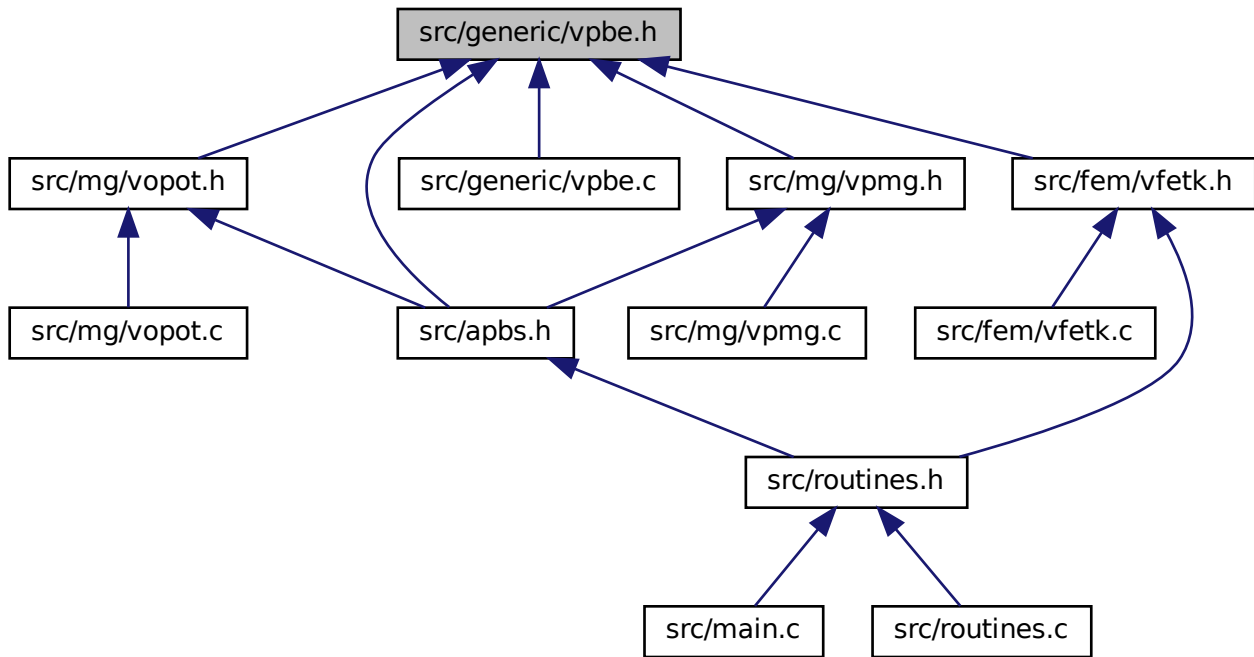 src/generic/vpbe.h
src/mg/vopot.h
src/generic/vpbe.c
src/mg/vpmg.h
src/fem/vfetk.h
src/mg/vopot.c
src/apbs.h
src/mg/vpmg.c
src/fem/vfetk.c
src/routines.h
src/main.c
src/routines.c